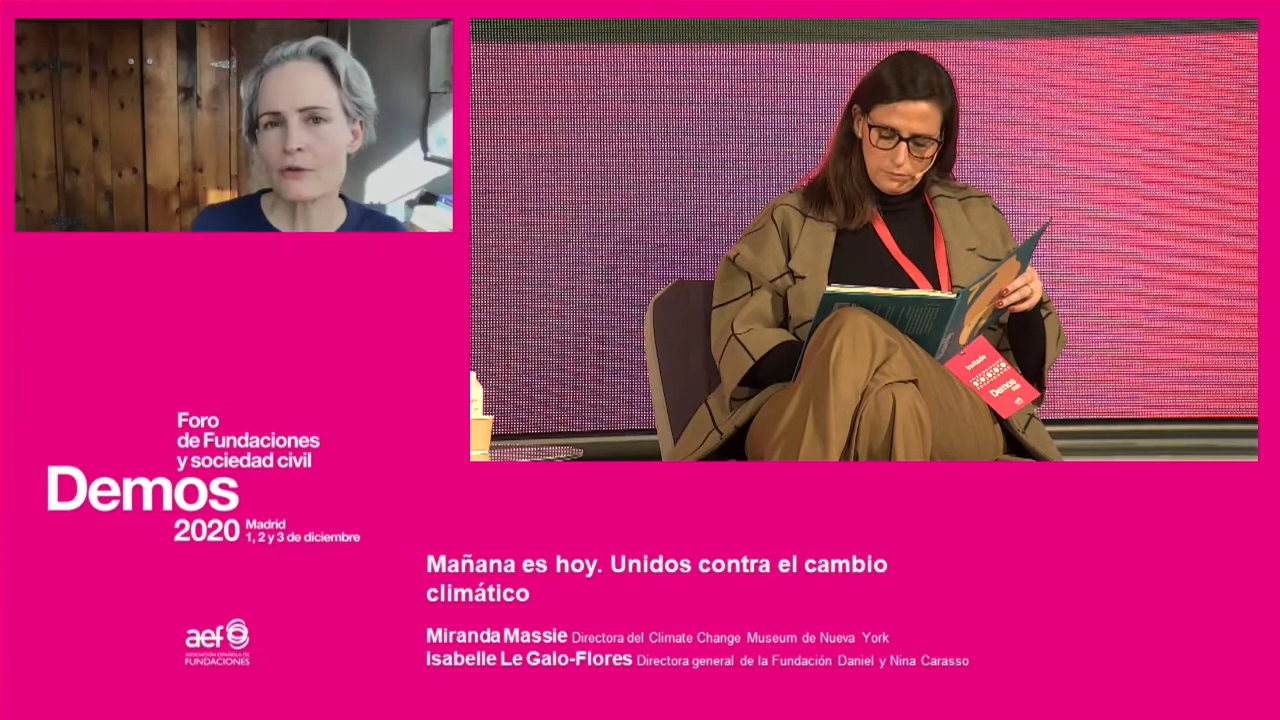 Foro
de Fundaciones
y sociedad civil
Demos
2020 Madrid
1, 2 y 3 de diciembre
aef
ASOCIACIÓN ESPAÑOLA DE
FUNDACIONES
Mañana es hoy. Unidos contra el cambio
climático
Miranda Massie Directora del Climate Change Museum de Nueva York
Isabelle Le Galo-Flores Directora general de la Fundación Daniel y Nina Carasso
Demos